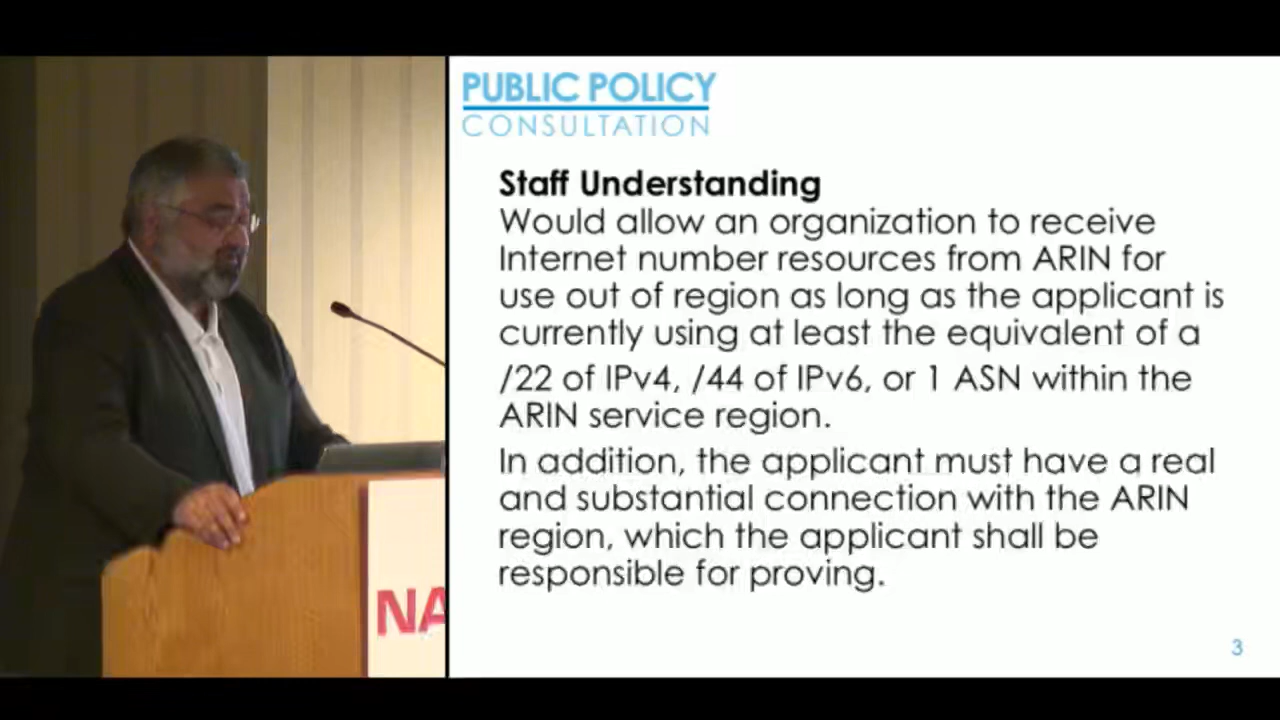 PUBLIC POLICY
CONSULTATION
Staff Understanding
Would allow an organization to receive
Internet number resources from ARIN for
use out of region as long as the applicant is
currently using at least the equivalent of a
/22 of IPv4, /44 of IPv6, or 1 ASN within the
ARIN service region.
In addition, the applicant must have a real
and substantial connection with the ARIN
region, which the applicant shall be
responsible for proving.
3
NA